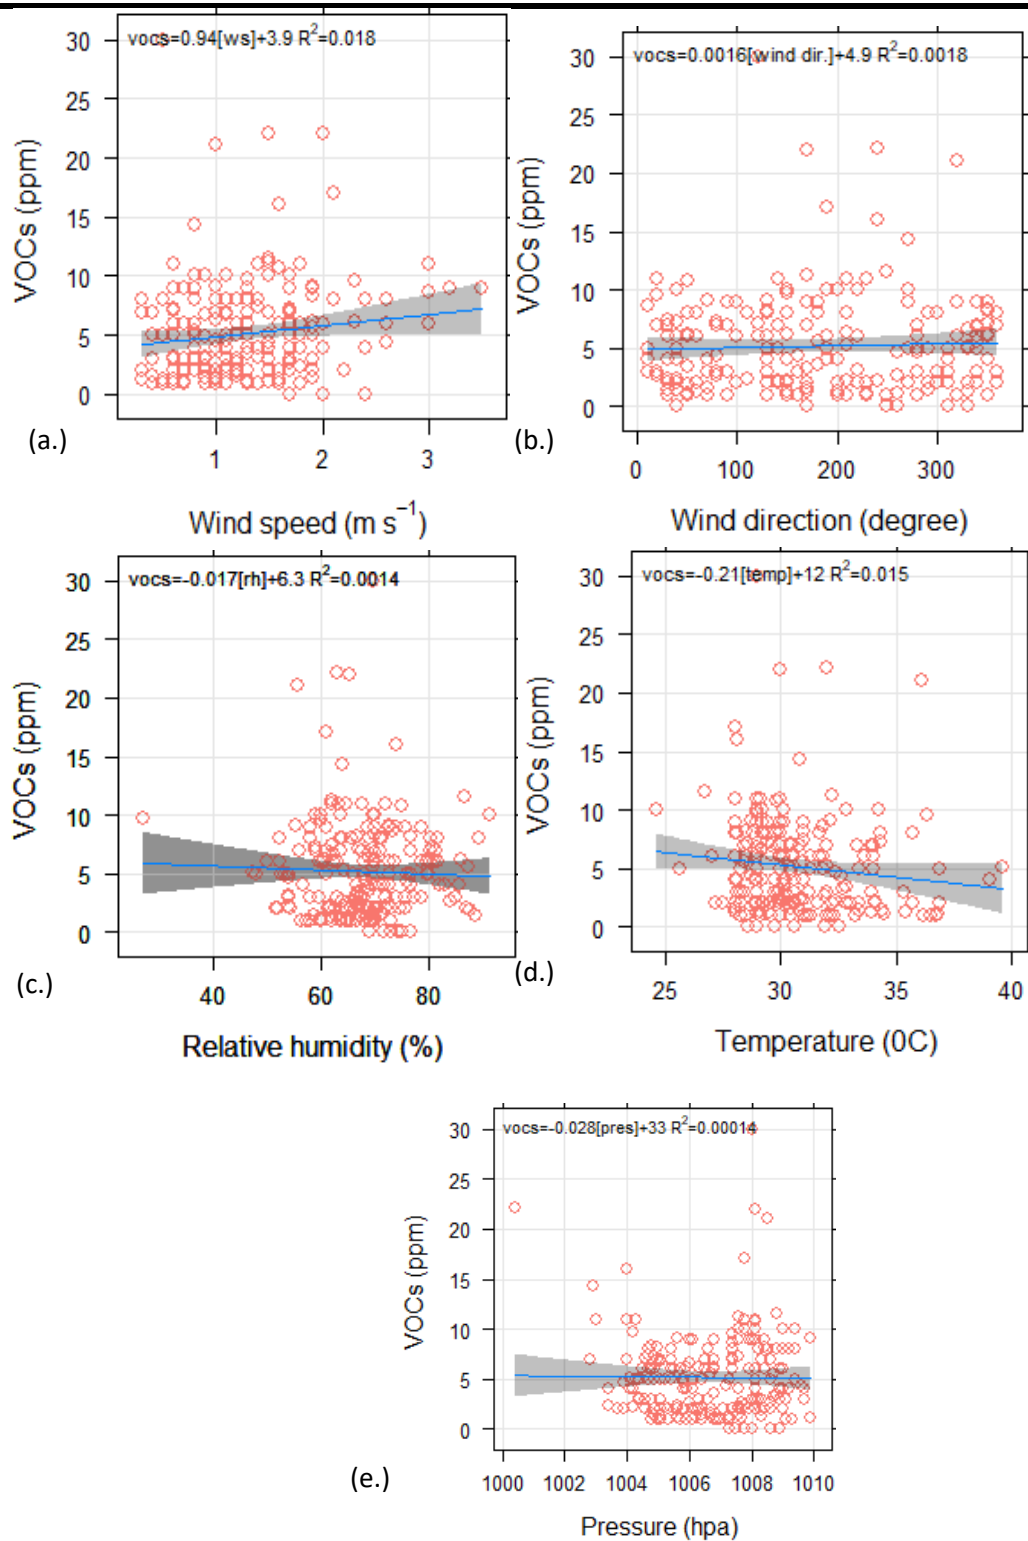 vocs=0.94[ws]+3.9 R²=0.018
30
25
20
15
10
5
0
VOCs (ppm)
(a.)
1 2 3
Wind speed (m s⁻¹)
vocs=0.0016[wind dir.]+4.9 R²=0.0018
30
25
20
15
10
5
0
VOCs (ppm)
(b.)
0 100 200 300
Wind direction (degree)
vocs=-0.017[rh]+6.3 R²=0.0014
30
25
20
15
10
5
0
VOCs (ppm)
(c.)
40 60 80
Relative humidity (%)
vocs=-0.21[temp]+12 R²=0.015
30
25
20
15
10
5
0
VOCs (ppm)
(d.)
25 30 35 40
Temperature (0C)
vocs=-0.028[pres]+33 R²=0.00014
30
25
20
15
10
5
0
VOCs (ppm)
(e.)
1000 1002 1004 1006 1008 1010
Pressure (hpa)